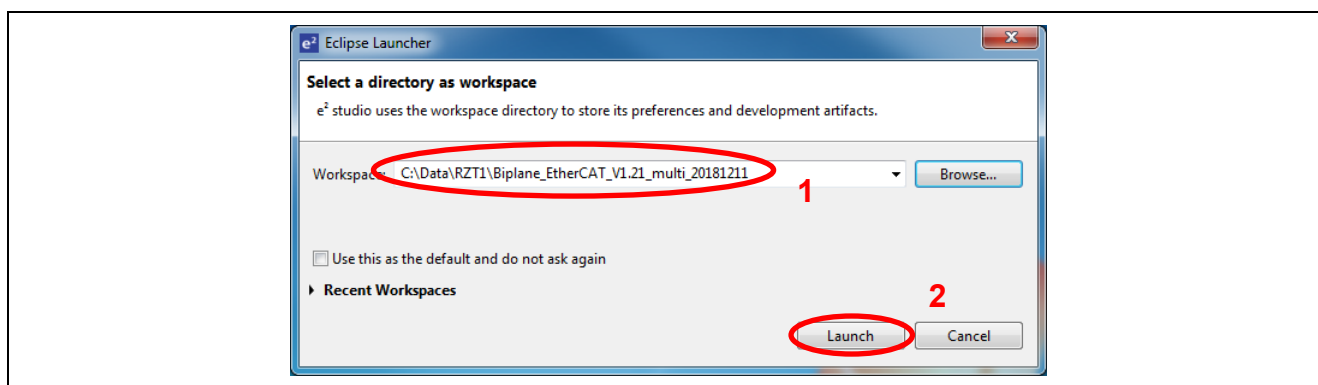 e² Eclipse Launcher
Select a directory as workspace
e² studio uses the workspace directory to store its preferences and development artifacts.
Workspace: C:\Data\RZT1\Biplane_EtherCAT_V1.21_multi_20181211 Browse...
1
Use this as the default and do not ask again
Recent Workspaces
2
Launch Cancel